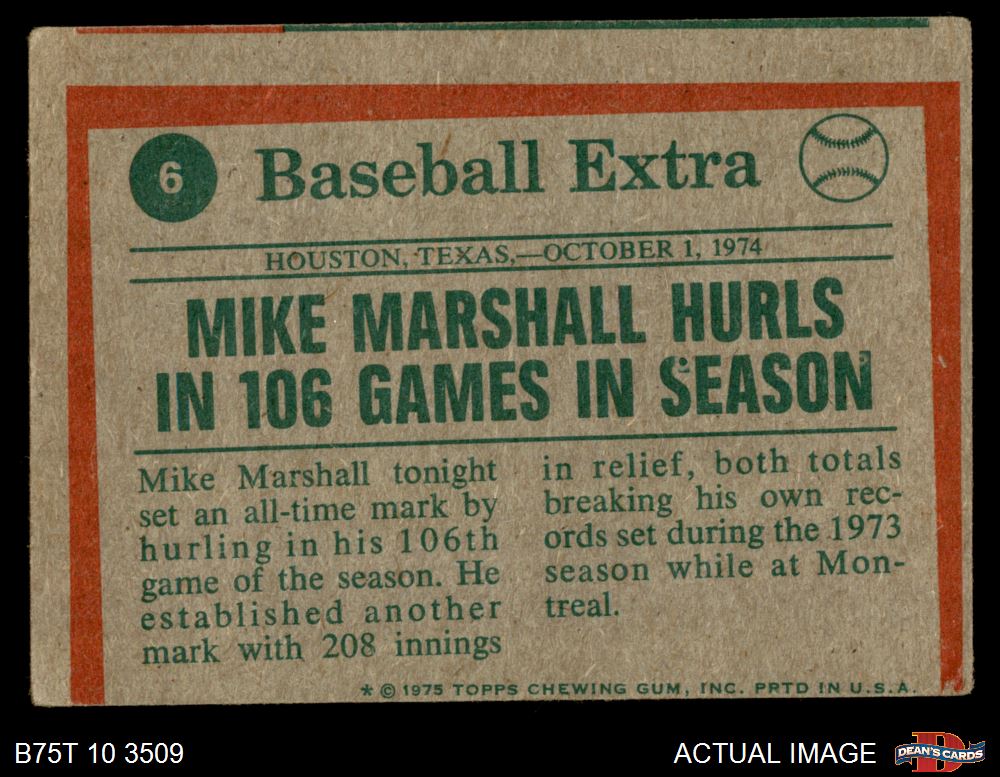 6
Baseball Extra
HOUSTON, TEXAS,—OCTOBER 1, 1974
MIKE MARSHALL HURLS
IN 106 GAMES IN SEASON
Mike Marshall tonight
set an all-time mark by
hurling in his 106th
game of the season. He
established another
mark with 208 innings
in relief, both totals
breaking his own rec-
ords set during the 1973
season while at Mon-
treal.
* © 1975 TOPPS CHEWING GUM, INC. PRTD IN U.S.A.
B75T 10 3509
ACTUAL IMAGE
D
DEAN'S CARDS